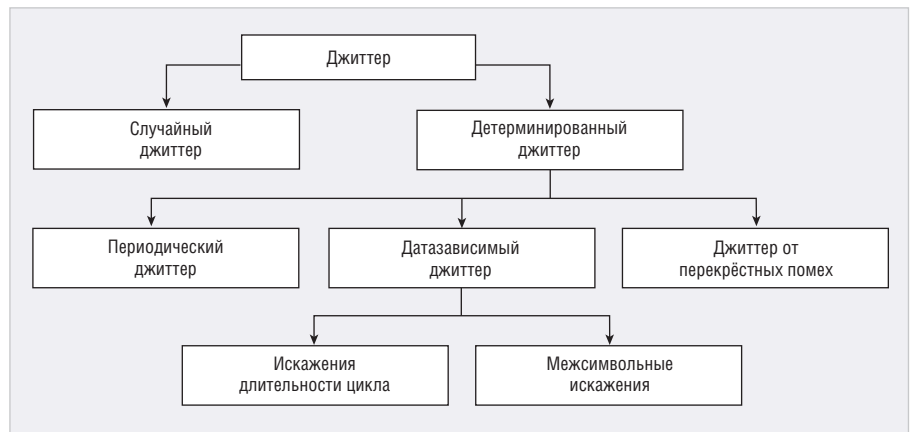 Джиттер
Случайный
джиттер
Детерминированный
джиттер
Периодический
джиттер
Датазависимый
джиттер
Джиттер от
перекрёстных помех
Искажения
длительности цикла
Межсимвольные
искажения